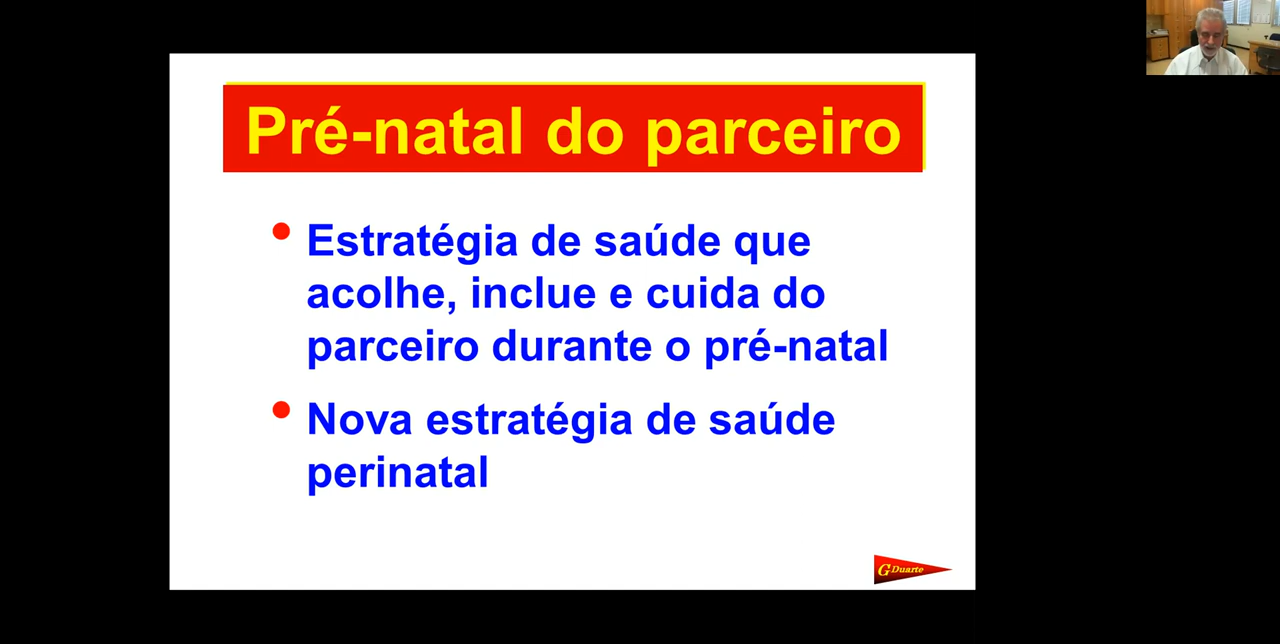 Pré-natal do parceiro
• Estratégia de saúde que
acolhe, inclue e cuida do
parceiro durante o pré-natal
• Nova estratégia de saúde
perinatal
G Duarte